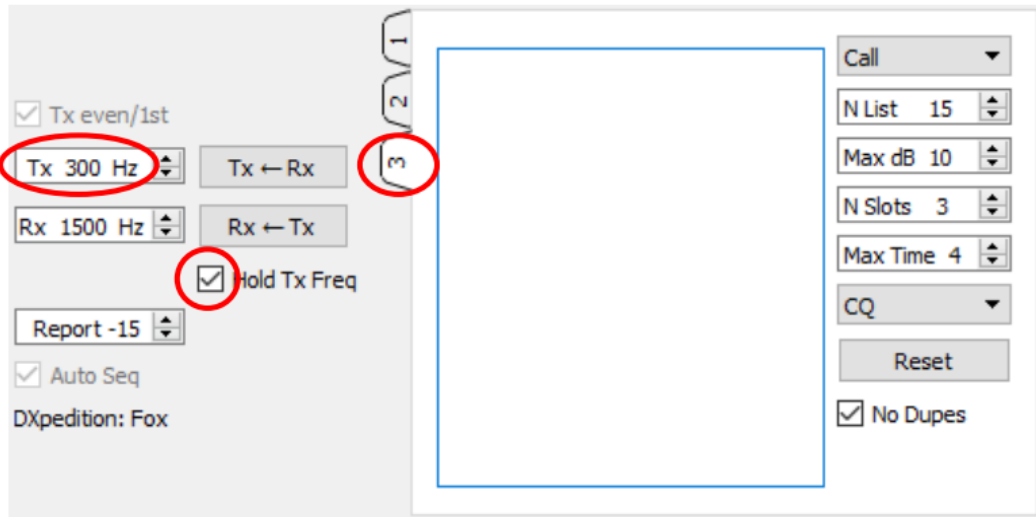 1
2
3
Tx even/1st
Tx 300 Hz
Tx ← Rx
Rx 1500 Hz
Rx ← Tx
Hold Tx Freq
Report -15
Auto Seq
DXpedition: Fox
Call
N List 15
Max dB 10
N Slots 3
Max Time 4
CQ
Reset
No Dupes